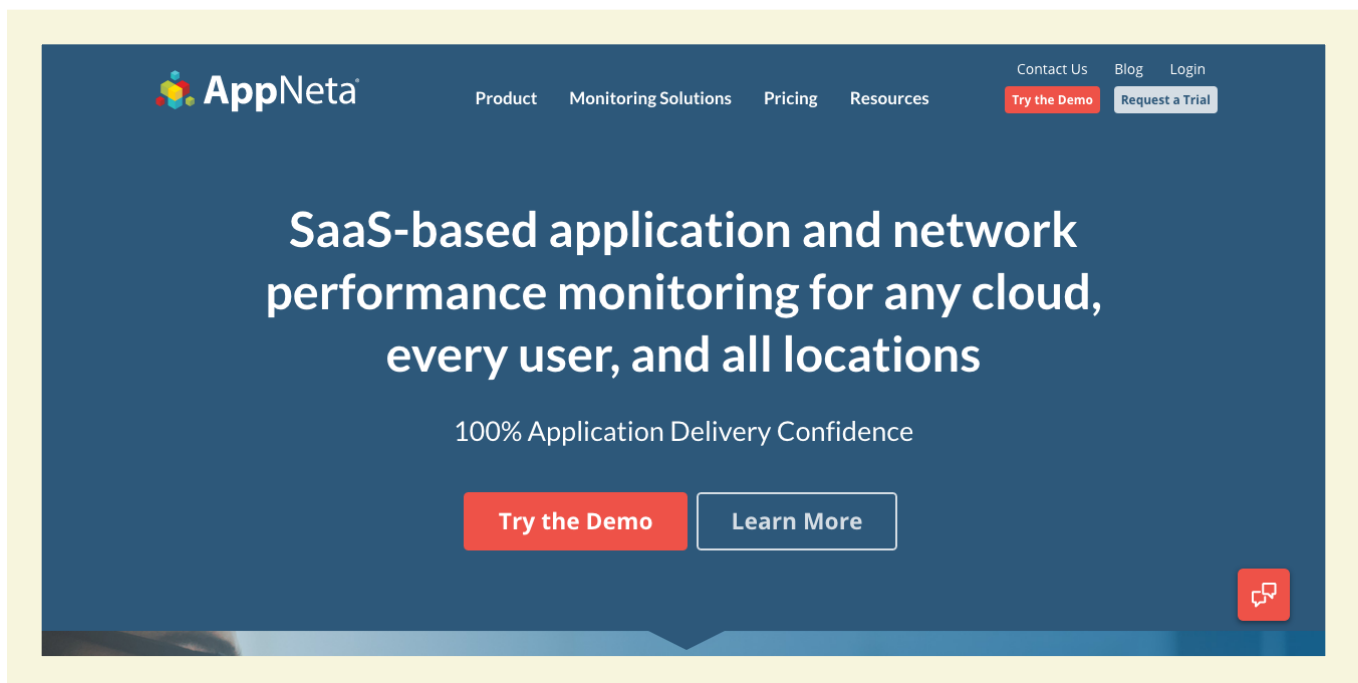 AppNeta
Contact Us Blog Login
Product Monitoring Solutions Pricing Resources
Try the Demo Request a Trial
SaaS-based application and network
performance monitoring for any cloud,
every user, and all locations
100% Application Delivery Confidence
Try the Demo Learn More